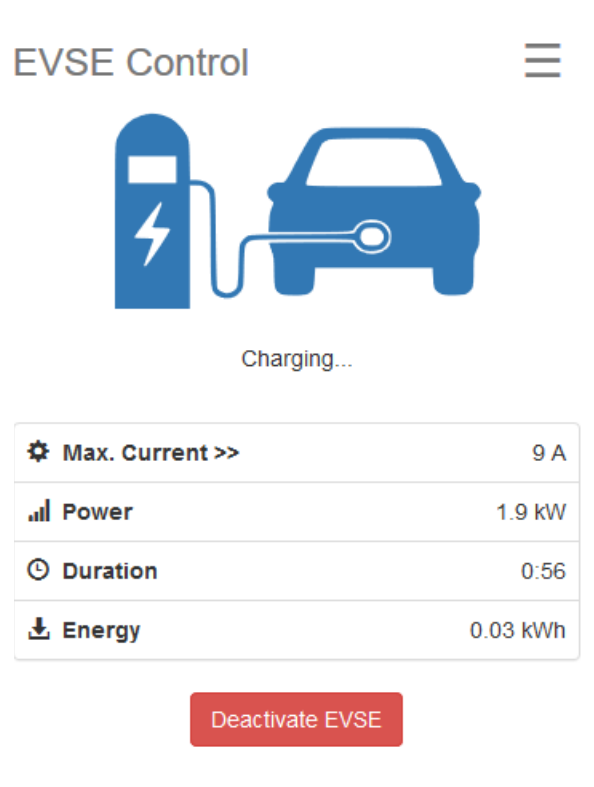 EVSE Control
Charging...
Max. Current >> 9 A
Power 1.9 kW
Duration 0:56
Energy 0.03 kWh
Deactivate EVSE